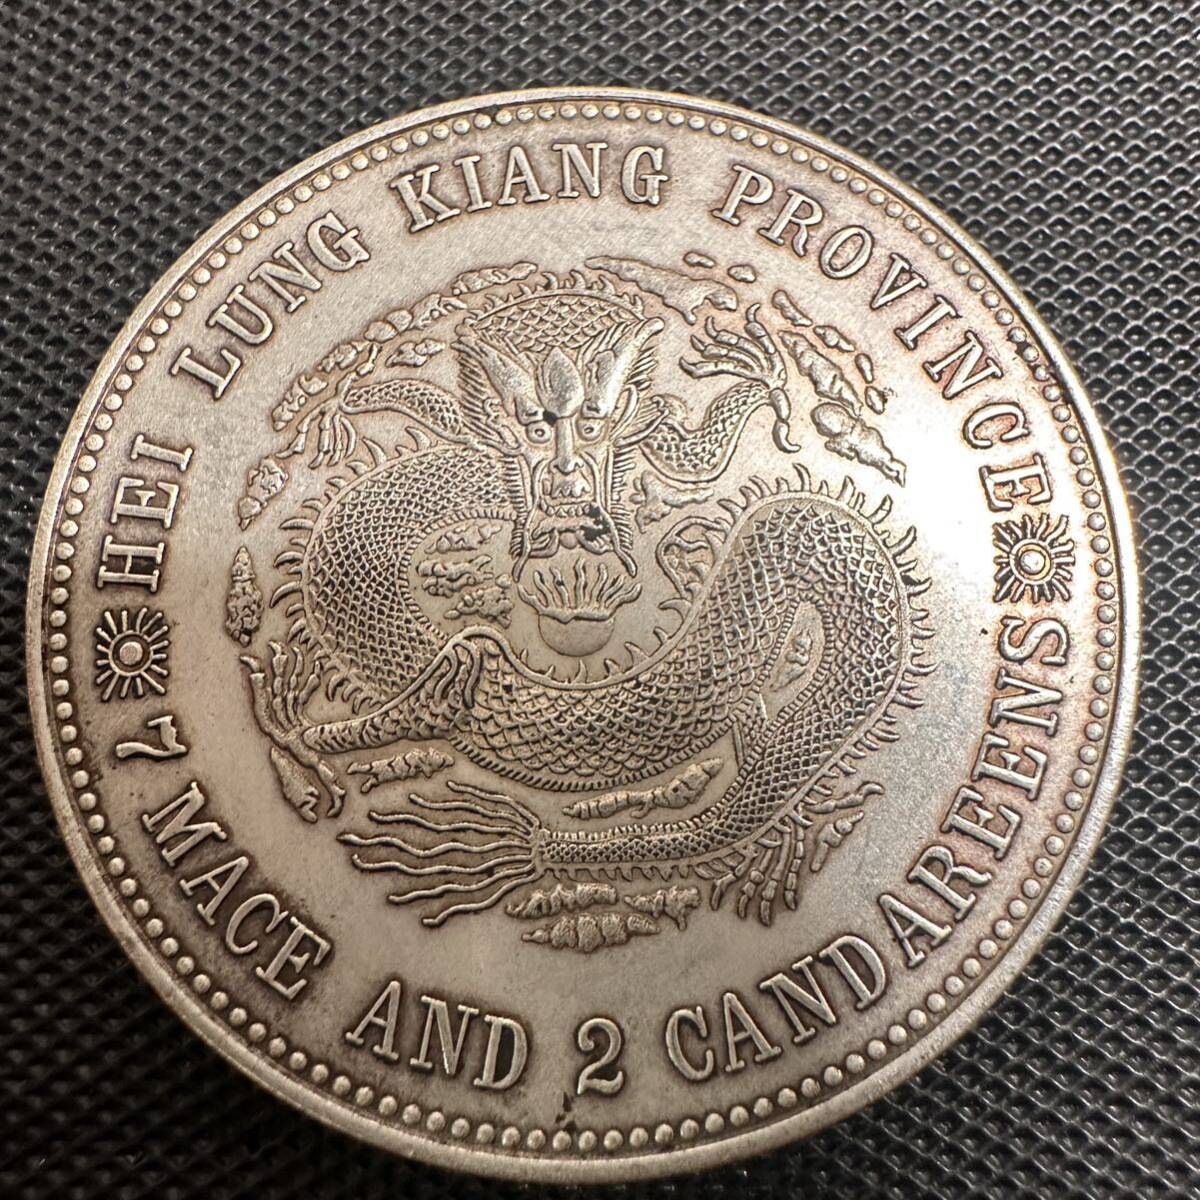 HEI LUNG KIANG PROVINCE
7 MACE AND 2 CANDAREENS